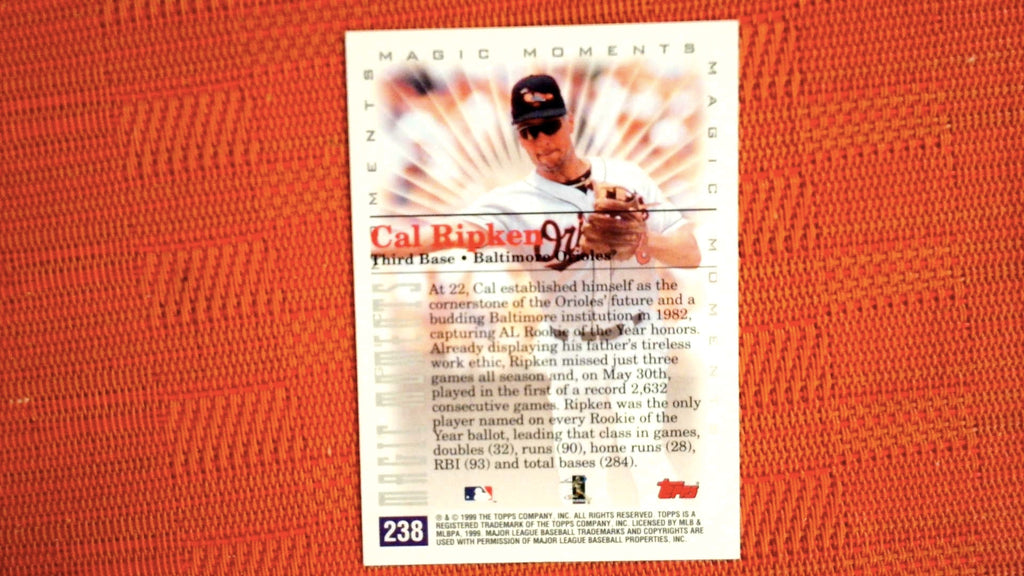 MAGIC MOMENTS
MENTS
MAGIC MOMEN
Cal Ripken
Third Base • Baltimore Orioles
At 22, Cal established himself as the
cornerstone of the Orioles' future and a
budding Baltimore institution in 1982,
capturing AL Rookie of the Year honors.
Already displaying his father's tireless
work ethic, Ripken missed just three
games all season and, on May 30th,
played in the first of a record 2,632
consecutive games. Ripken was the only
player named on every Rookie of the
Year ballot, leading that class in games,
doubles (32), runs (90), home runs (28),
RBI (93) and total bases (284).
MAGIC MOMENTS
Topps
238
® & © 1999 THE TOPPS COMPANY, INC. ALL RIGHTS RESERVED. TOPPS IS A
REGISTERED TRADEMARK OF THE TOPPS COMPANY, INC. LICENSED BY MLB &
MLBPA, 1999. MAJOR LEAGUE BASEBALL TRADEMARKS AND COPYRIGHTS ARE
USED WITH PERMISSION OF MAJOR LEAGUE BASEBALL PROPERTIES, INC.